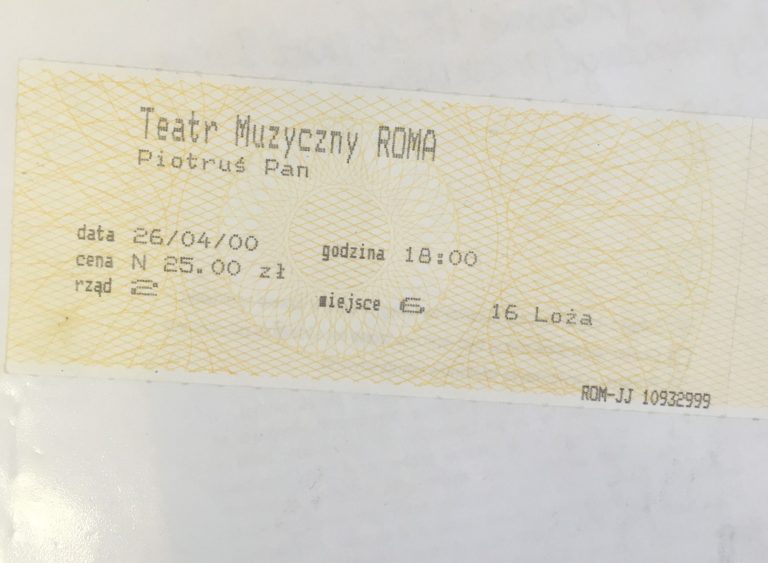 Teatr Muzyczny ROMA
Piotruś Pan
data 26/04/00 godzina 18:00
cena N 25.00 zł
rząd 2 miejsce 6 16 Loża
ROM-JJ 10932999